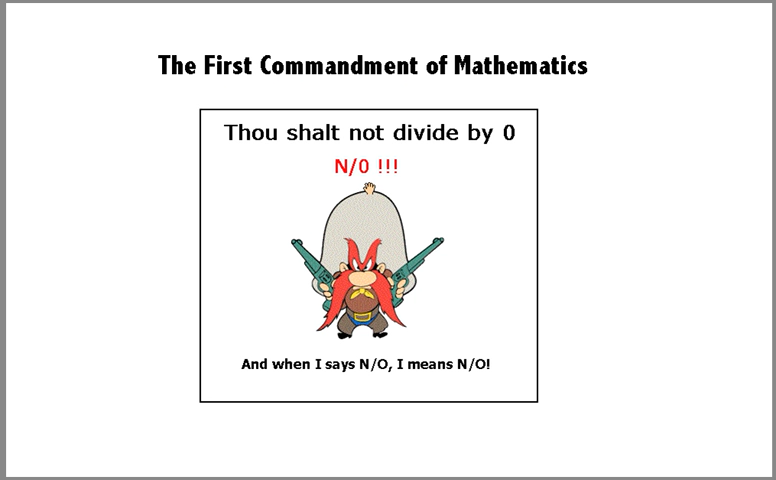 The First Commandment of Mathematics
Thou shalt not divide by 0
N/0 !!!
And when I says N/O, I means N/O!